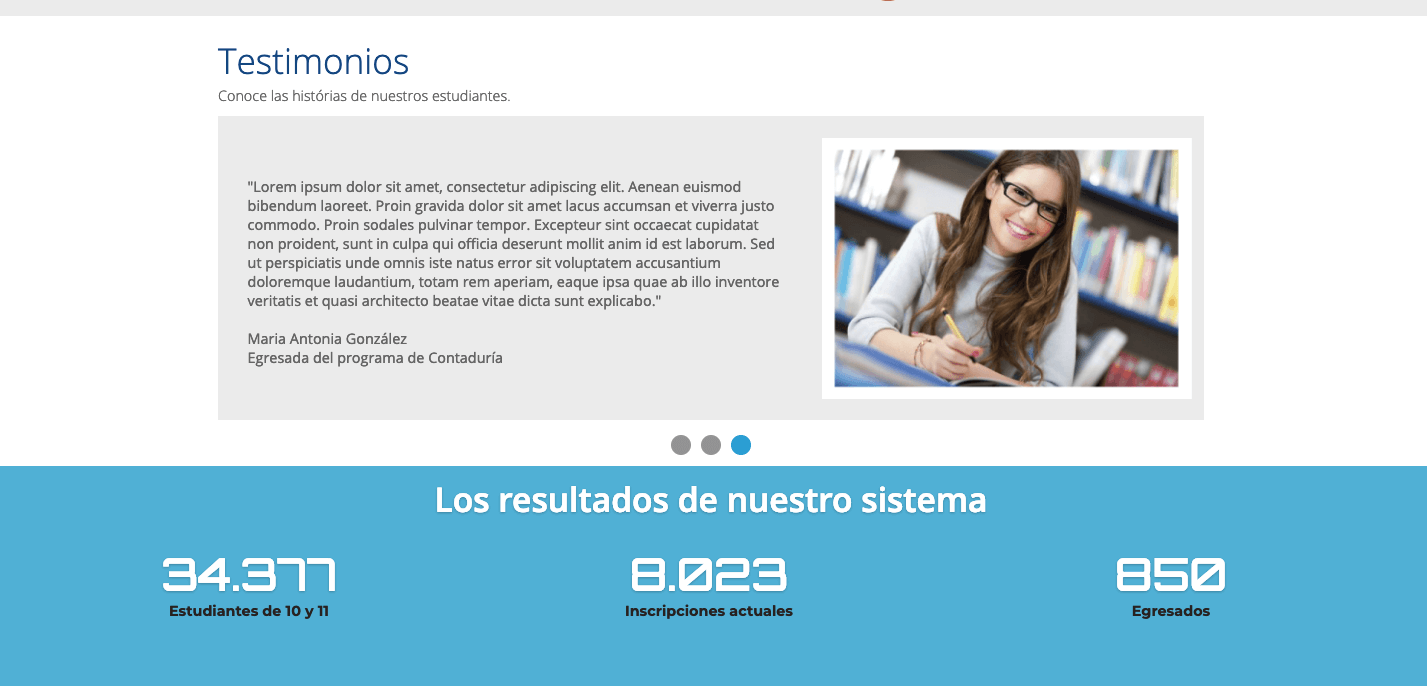 Testimonios
Conoce las histórias de nuestros estudiantes.
"Lorem ipsum dolor sit amet, consectetur adipiscing elit. Aenean euismod
bibendum laoreet. Proin gravida dolor sit amet lacus accumsan et viverra justo
commodo. Proin sodales pulvinar tempor. Excepteur sint occaecat cupidatat
non proident, sunt in culpa qui officia deserunt mollit anim id est laborum. Sed
ut perspiciatis unde omnis iste natus error sit voluptatem accusantium
doloremque laudantium, totam rem aperiam, eaque ipsa quae ab illo inventore
veritatis et quasi architecto beatae vitae dicta sunt explicabo."
Maria Antonia González
Egresada del programa de Contaduría
Los resultados de nuestro sistema
34.377 8.023 850
Estudiantes de 10 y 11 Inscripciones actuales Egresados